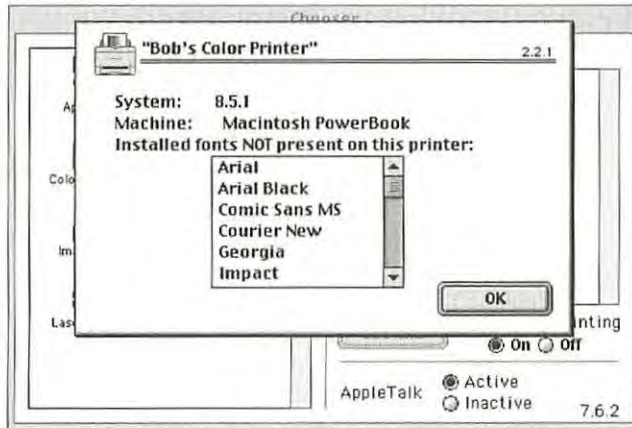 Chooser
"Bob's Color Printer"
2.2.1
System: 8.5.1
Machine: Macintosh PowerBook
Installed fonts NOT present on this printer:
Arial
Arial Black
Comic Sans MS
Courier New
Georgia
Impact
OK
On Off
AppleTalk
Active
Inactive
7.6.2